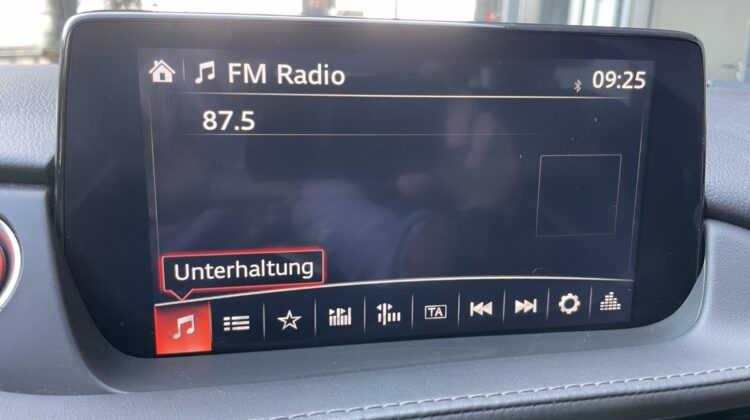 FM Radio
09:25
87.5
Unterhaltung
TA